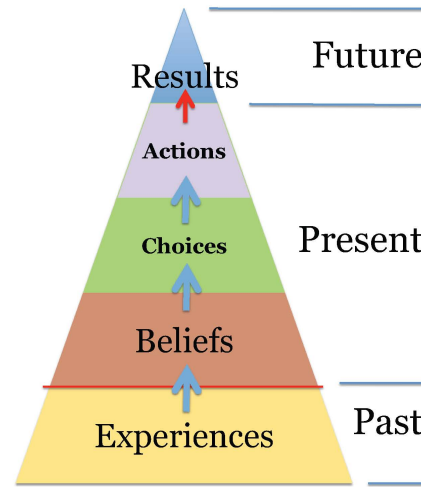 Future
Results
Actions
Choices
Present
Beliefs
Past
Experiences